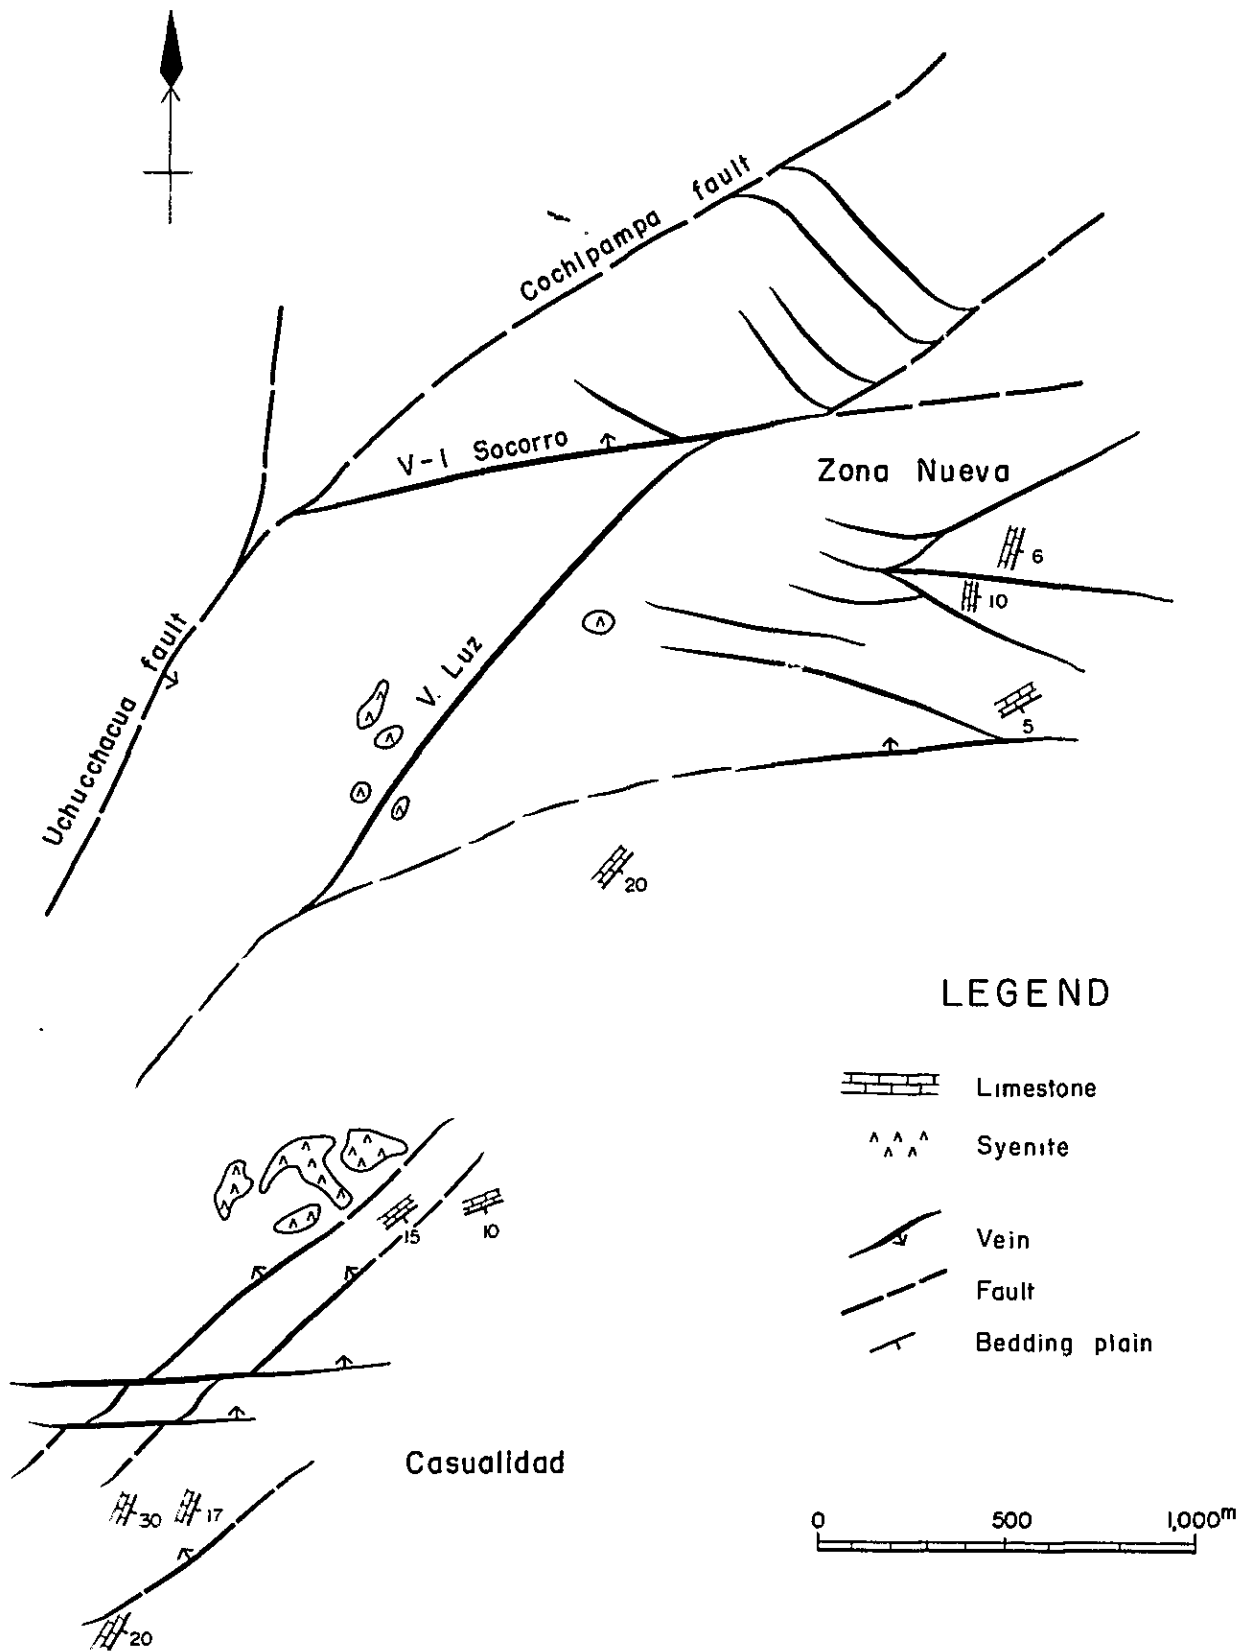 Cochipampa fault
V-I Socorro
Zona Nueva
6
10
Uchucchacua fault
V. Luz
5
20
LEGEND
Limestone
Syenite
15
10
Vein
Fault
Bedding plain
Casualidad
30
17
0 500 1,000m
20